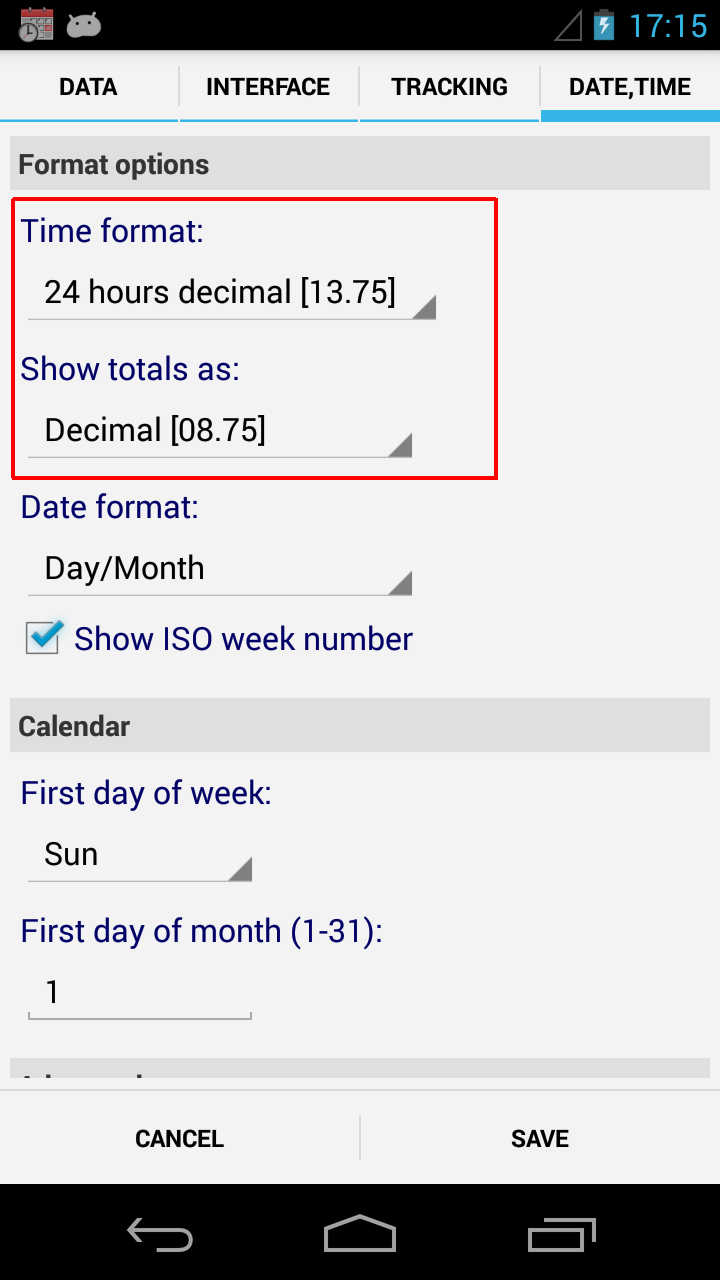 17:15
DATA INTERFACE TRACKING DATE,TIME
Format options
Time format:
24 hours decimal [13.75]
Show totals as:
Decimal [08.75]
Date format:
Day/Month
Show ISO week number
Calendar
First day of week:
Sun
First day of month (1-31):
1
CANCEL SAVE